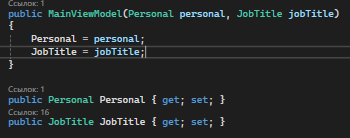 Ссылок: 1
public MainViewModel(Personal personal, JobTitle jobTitle)
{
Personal = personal;
JobTitle = jobTitle;
}
Ссылок: 1
public Personal Personal { get; set; }
Ссылок: 16
public JobTitle JobTitle { get; set; }